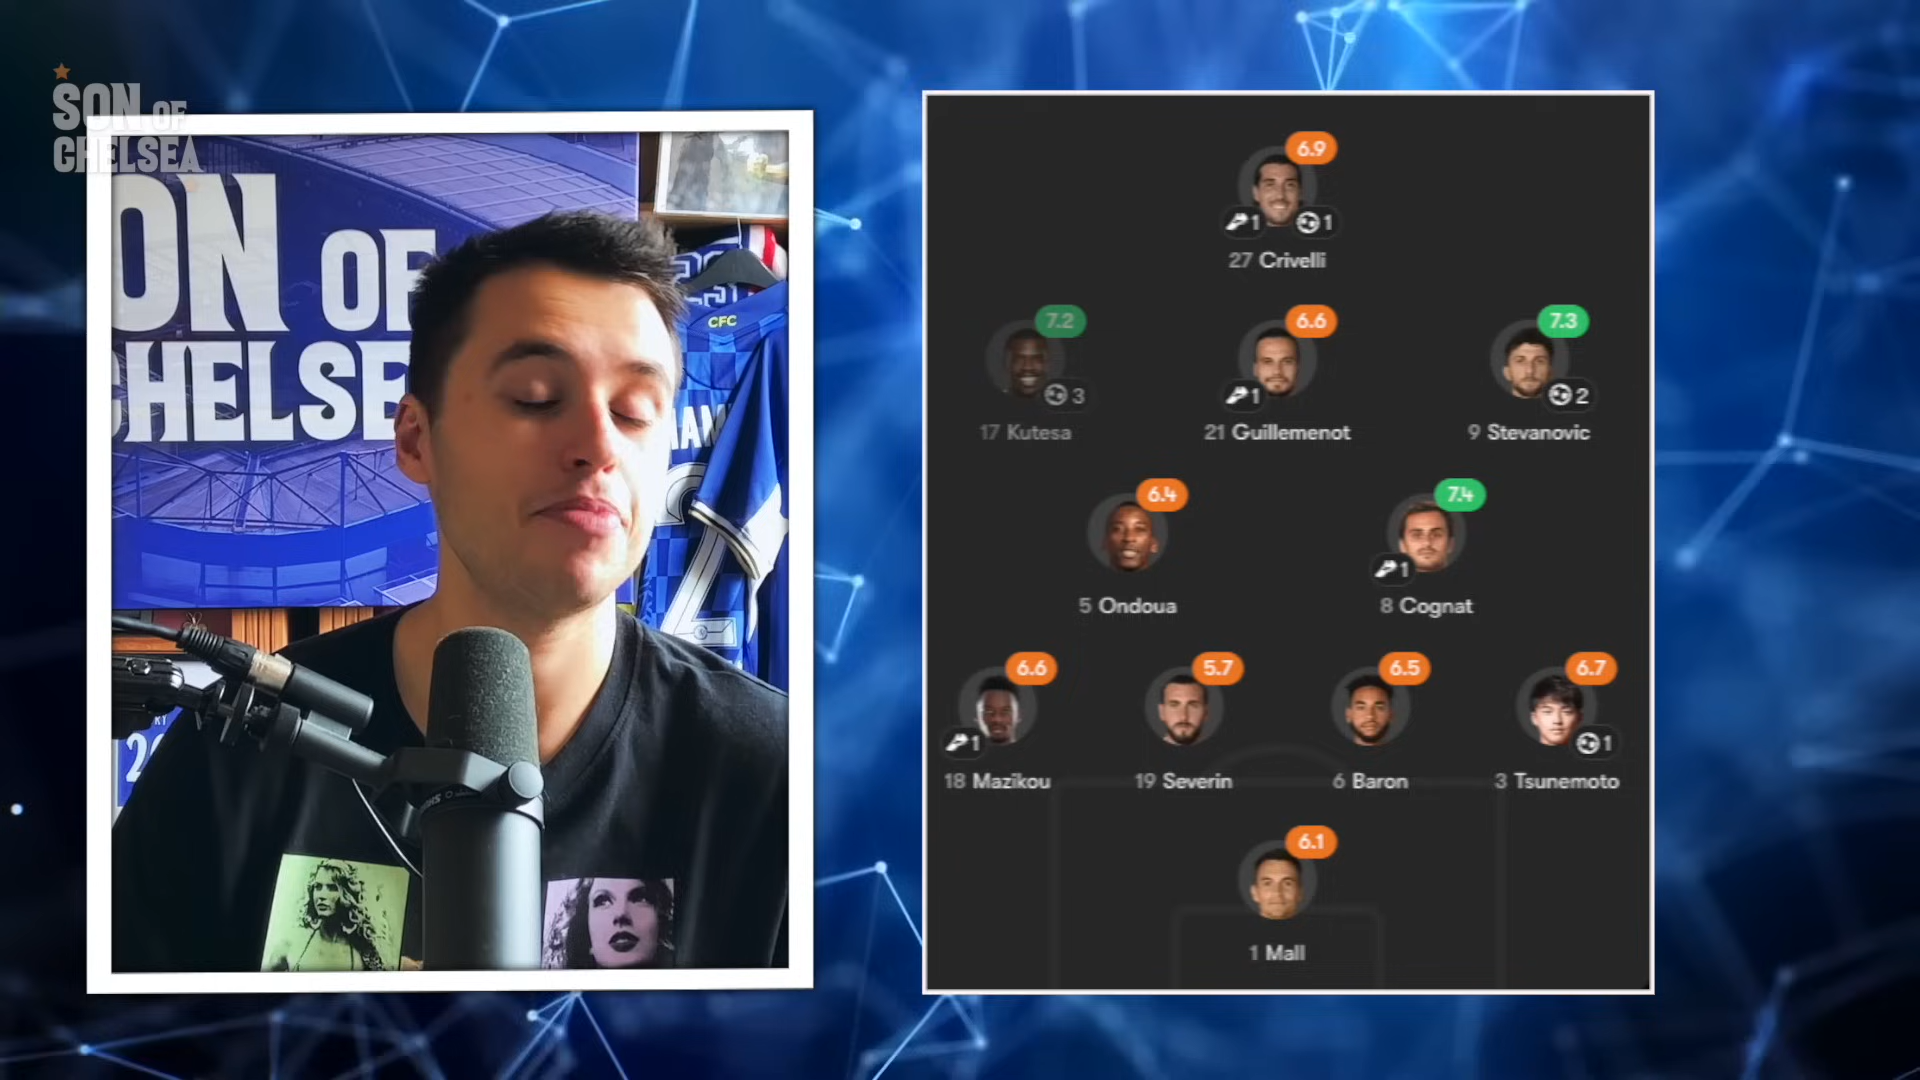 SON OF
CHELSEA
ON OF
HELSE
CFC
6.9
1 1
27 Crivelli
7.2
3
17 Kutesa
6.6
1
21 Guillemenot
7.3
2
9 Stevanovic
6.4
5 Ondoua
7.4
1
8 Cognat
6.6
1
18 Mazikou
5.7
19 Severin
6.5
6 Baron
6.7
1
3 Tsunemoto
6.1
1 Mall